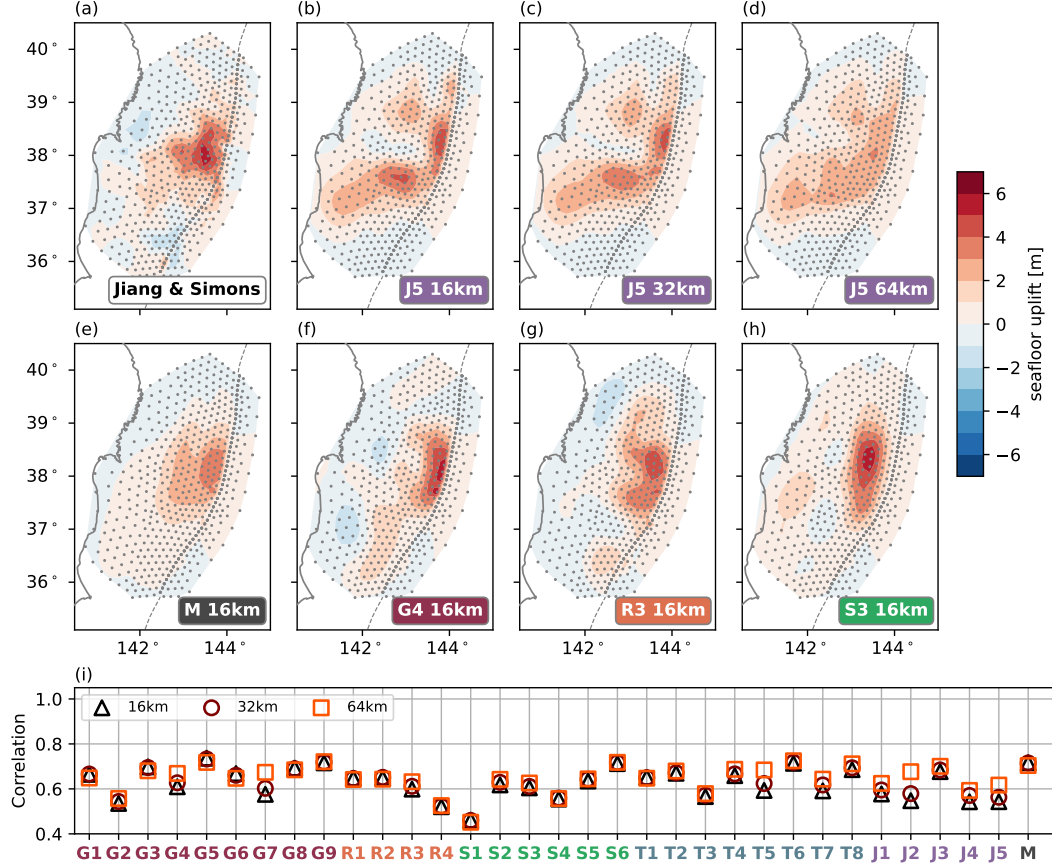 (a) (b) (c) (d)
40°
39°
38°
37°
36°
Jiang & Simons
J5 16km
J5 32km
J5 64km
6
4
2
0
−2
−4
−6
seafloor uplift [m]
(e) (f) (g) (h)
40°
39°
38°
37°
36°
M 16km
G4 16km
R3 16km
S3 16km
142° 144° 142° 144° 142° 144° 142° 144°
(i)
1.0
0.8
0.6
0.4
Correlation
16km 32km 64km
G1 G2 G3 G4 G5 G6 G7 G8 G9 R1 R2 R3 R4 S1 S2 S3 S4 S5 S6 T1 T2 T3 T4 T5 T6 T7 T8 J1 J2 J3 J4 J5 M